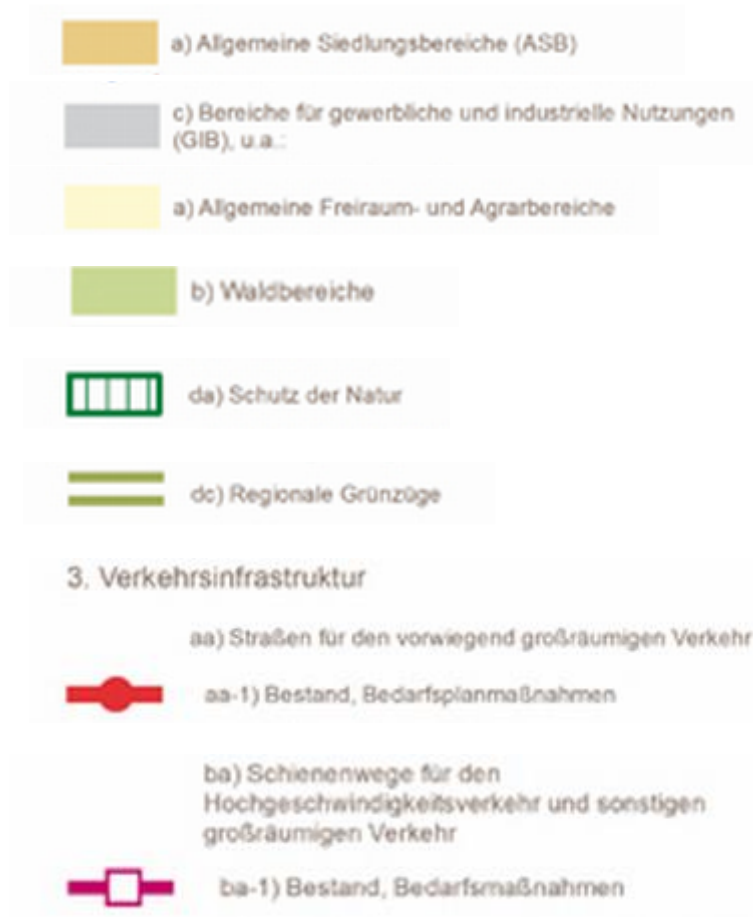 a) Allgemeine Siedlungsbereiche (ASB)
c) Bereiche für gewerbliche und industrielle Nutzungen
(GIB), u.a.:
a) Allgemeine Freiraum- und Agrarbereiche
b) Waldbereiche
da) Schutz der Natur
dc) Regionale Grünzüge
3. Verkehrsinfrastruktur
aa) Straßen für den vorwiegend großräumigen Verkehr
aa-1) Bestand, Bedarfsplanmaßnahmen
ba) Schienenwege für den
Hochgeschwindigkeitsverkehr und sonstigen
großräumigen Verkehr
ba-1) Bestand, Bedarfsmaßnahmen